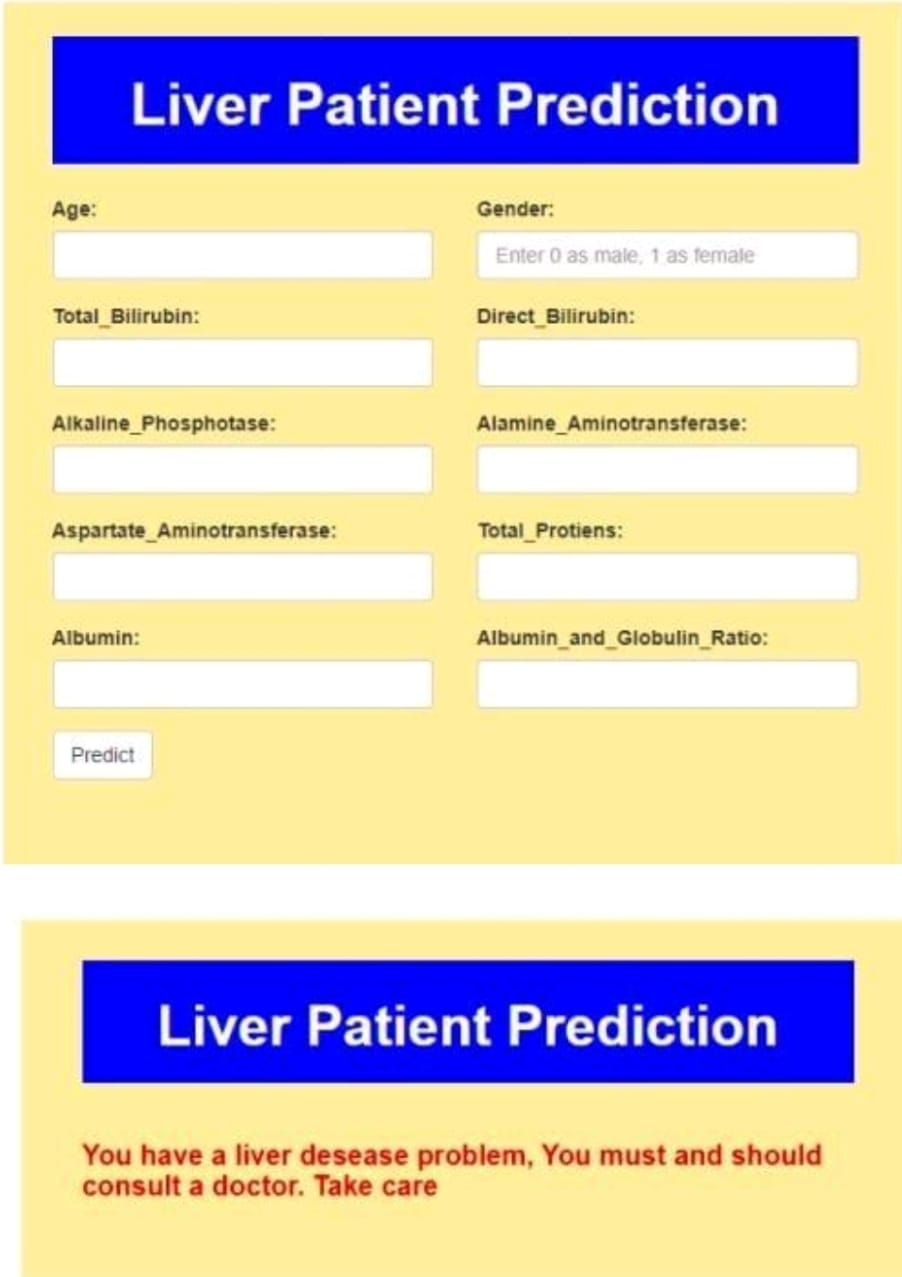 Liver Patient Prediction
Age:
Gender:
Enter 0 as male, 1 as female
Total_Bilirubin:
Direct_Bilirubin:
Alkaline_Phosphotase:
Alamine_Aminotransferase:
Aspartate_Aminotransferase:
Total_Protiens:
Albumin:
Albumin_and_Globulin_Ratio:
Predict
Liver Patient Prediction
You have a liver desease problem, You must and should
consult a doctor. Take care